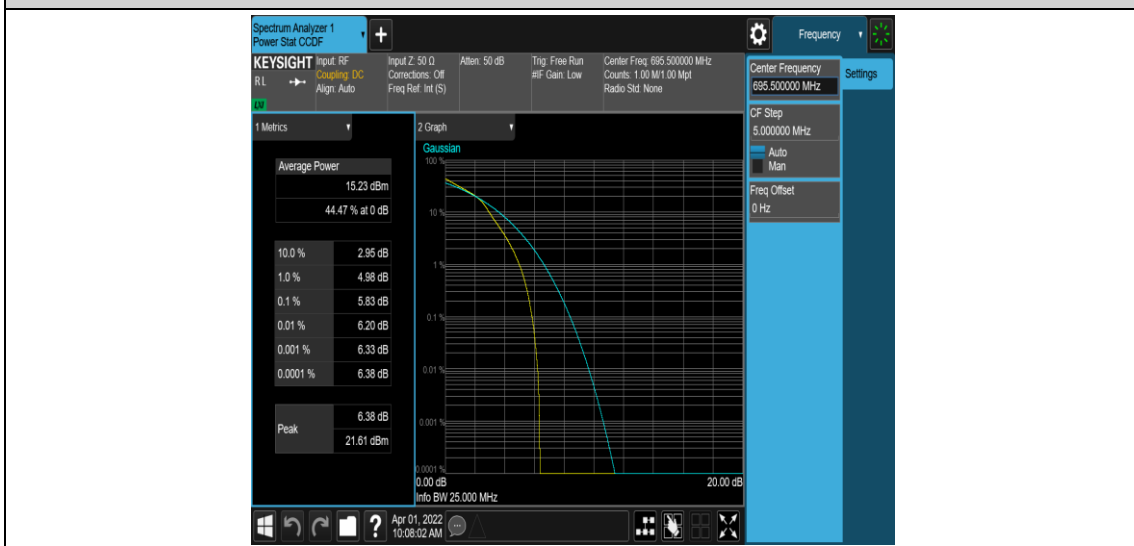 Spectrum Analyzer 1
Power Stat CCDF
+
Frequency
KEYSIGHT
RL
LXI
Input: RF
Coupling: DC
Align: Auto
Input Z: 50 Ω
Corrections: Off
Freq Ref: Int (S)
Atten: 50 dB
Trig: Free Run
#IF Gain: Low
Center Freq: 695.500000 MHz
Counts: 1.00 M/1.00 Mpt
Radio Std: None
Center Frequency
695.500000 MHz
Settings
CF Step
5.000000 MHz
Auto
Man
Freq Offset
0 Hz
1 Metrics
Average Power
15.23 dBm
44.47 % at 0 dB
10.0 % 2.95 dB
1.0 % 4.98 dB
0.1 % 5.83 dB
0.01 % 6.20 dB
0.001 % 6.33 dB
0.0001 % 6.38 dB
Peak
6.38 dB
21.61 dBm
2 Graph
Gaussian
100 %
10 %
1 %
0.1 %
0.01 %
0.001 %
0.0001 %
0.00 dB 20.00 dB
Info BW 25.000 MHz
?
Apr 01, 2022
10:08:02 AM